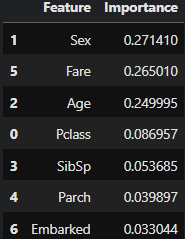 Feature Importance
1 Sex 0.271410
5 Fare 0.265010
2 Age 0.249995
0 Pclass 0.086957
3 SibSp 0.053685
4 Parch 0.039897
6 Embarked 0.033044